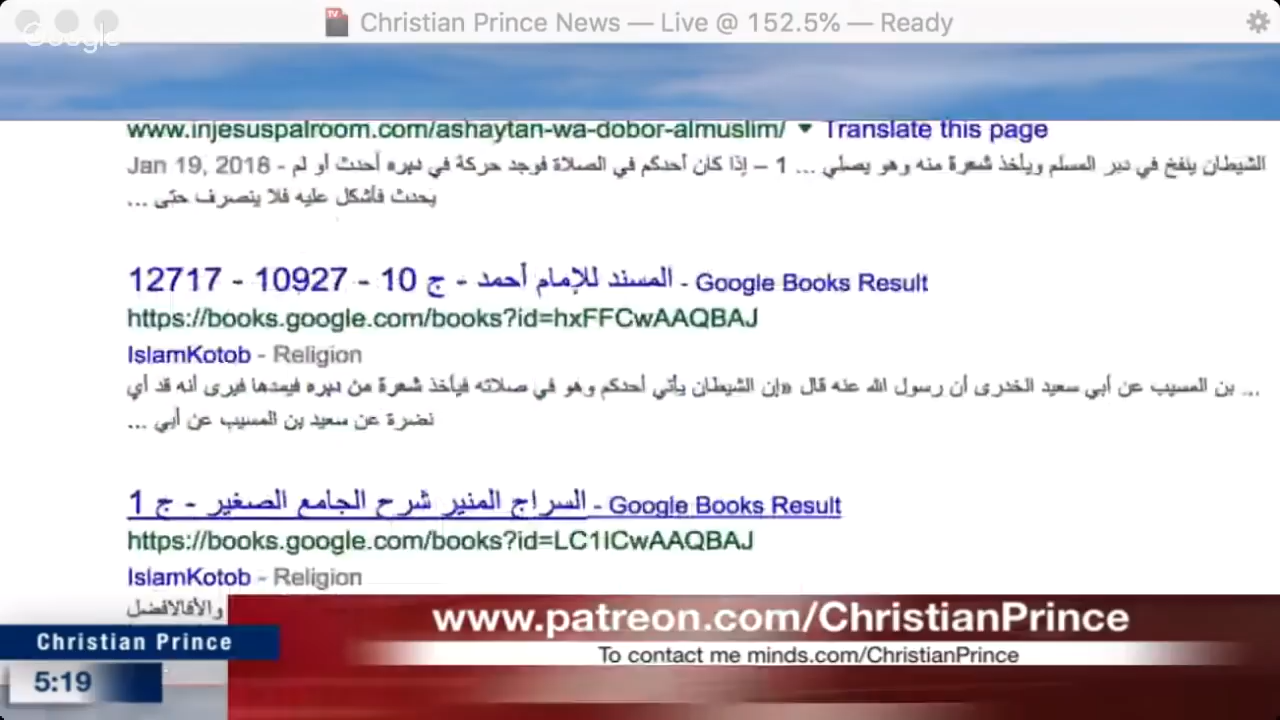 Google
Christian Prince News — Live @ 152.5% — Ready
www.injesuspalroom.com/ashaytan-wa-dobor-almuslim/ ▼ Translate this page
Jan 19, 2016 - الشيطان ينفخ في دبر المسلم ويأخذ شعرة منه وهو يصلي ... 1 – إذا كان أحدكم في الصلاة فوجد حركة في دبره أحدث أو لم
يحدث فأشكل عليه فلا ينصرف حتى ...
المسند للإمام أحمد - ج 10 - 10927 - 12717 - Google Books Result
https://books.google.com/books?id=hxFFCwAAQBAJ
IslamKotob - Religion
... بن المسيب عن أبي سعيد الخدرى أن رسول الله عنه قال «إن الشيطان يأتي أحدكم وهو في صلاته فيأخذ شعرة من دبره فيمدها فيرى أنه قد أي
نضرة عن سعيد بن المسيب عن أبي ...
السراج المنير شرح الجامع الصغير - ج 1 - Google Books Result
https://books.google.com/books?id=LC1ICwAAQBAJ
IslamKotob - Religion
والأفالافضل
www.patreon.com/ChristianPrince
Christian Prince
To contact me minds.com/ChristianPrince
5:19